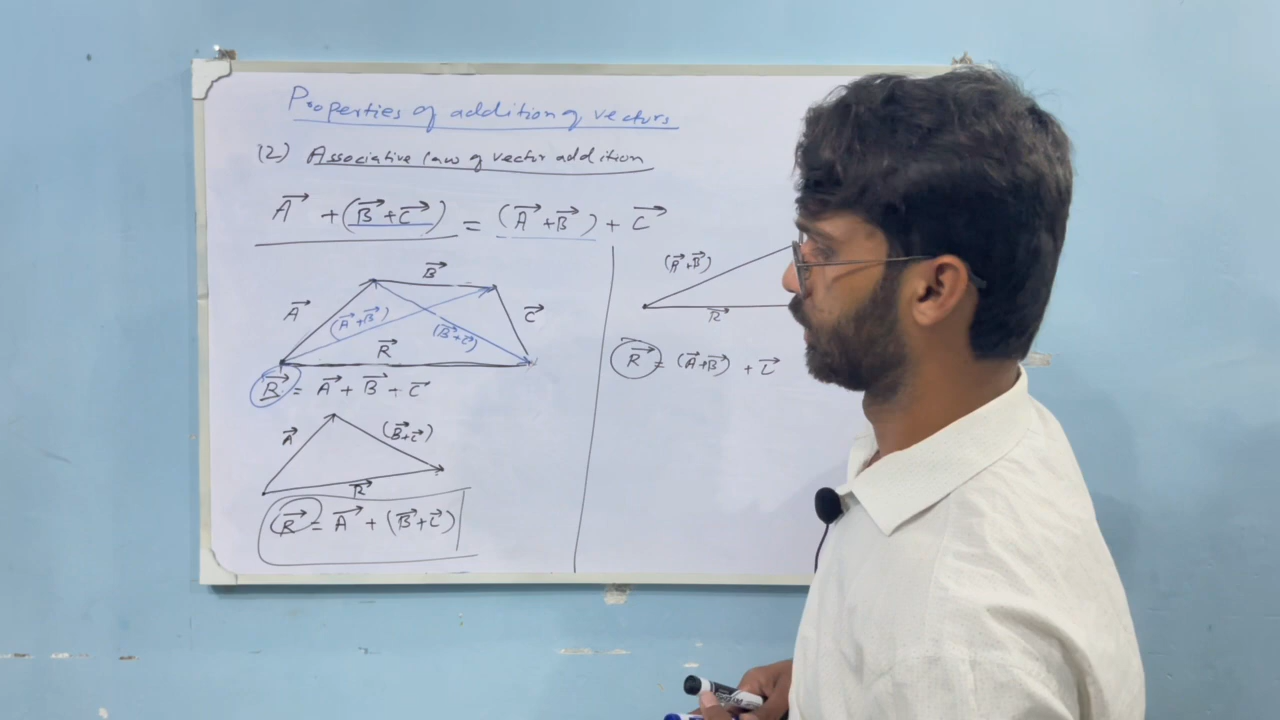 Properties of addition of vectors
(2) Associative law of vector addition
A⃗ + (B⃗ + C⃗) = (A⃗ + B⃗) + C⃗
B⃗
A⃗
(A⃗+B⃗)
(B⃗+C⃗)
C⃗
R⃗
R⃗ = A⃗ + B⃗ + C⃗
A⃗
(B⃗+C⃗)
R⃗
R⃗ = A⃗ + (B⃗+C⃗)
(A⃗+B⃗)
R⃗
R⃗ = (A⃗+B⃗) + C⃗